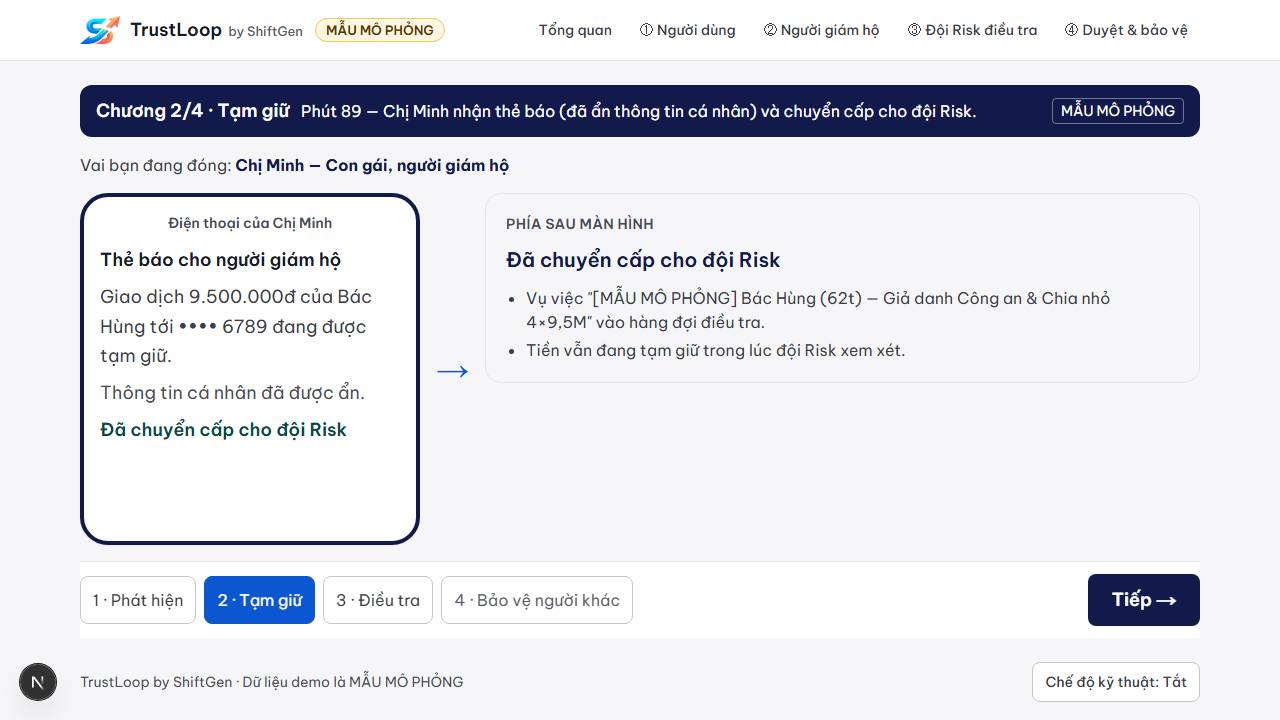 TrustLoop by ShiftGen MẪU MÔ PHỎNG Tổng quan ① Người dùng ② Người giám hộ ③ Đội Risk điều tra ④ Duyệt & bảo vệ
Chương 2/4 · Tạm giữ Phút 89 — Chị Minh nhận thẻ báo (đã ẩn thông tin cá nhân) và chuyển cấp cho đội Risk. MẪU MÔ PHỎNG
Vai bạn đang đóng: Chị Minh — Con gái, người giám hộ
Điện thoại của Chị Minh
Thẻ báo cho người giám hộ
Giao dịch 9.500.000đ của Bác
Hùng tới •••• 6789 đang được
tạm giữ.
Thông tin cá nhân đã được ẩn.
Đã chuyển cấp cho đội Risk
→
PHÍA SAU MÀN HÌNH
Đã chuyển cấp cho đội Risk
• Vụ việc "[MẪU MÔ PHỎNG] Bác Hùng (62t) — Giả danh Công an & Chia nhỏ
4×9,5M" vào hàng đợi điều tra.
• Tiền vẫn đang tạm giữ trong lúc đội Risk xem xét.
1 · Phát hiện 2 · Tạm giữ 3 · Điều tra 4 · Bảo vệ người khác Tiếp →
N TrustLoop by ShiftGen · Dữ liệu demo là MẪU MÔ PHỎNG Chế độ kỹ thuật: Tắt